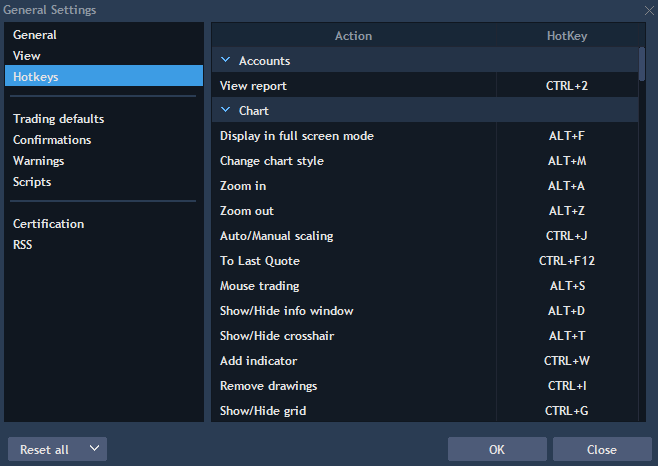 General Settings
General
View
Hotkeys
Trading defaults
Confirmations
Warnings
Scripts
Certification
RSS
Action HotKey
Accounts
View report CTRL+2
Chart
Display in full screen mode ALT+F
Change chart style ALT+M
Zoom in ALT+A
Zoom out ALT+Z
Auto/Manual scaling CTRL+J
To Last Quote CTRL+F12
Mouse trading ALT+S
Show/Hide info window ALT+D
Show/Hide crosshair ALT+T
Add indicator CTRL+W
Remove drawings CTRL+I
Show/Hide grid CTRL+G
Reset all OK Close